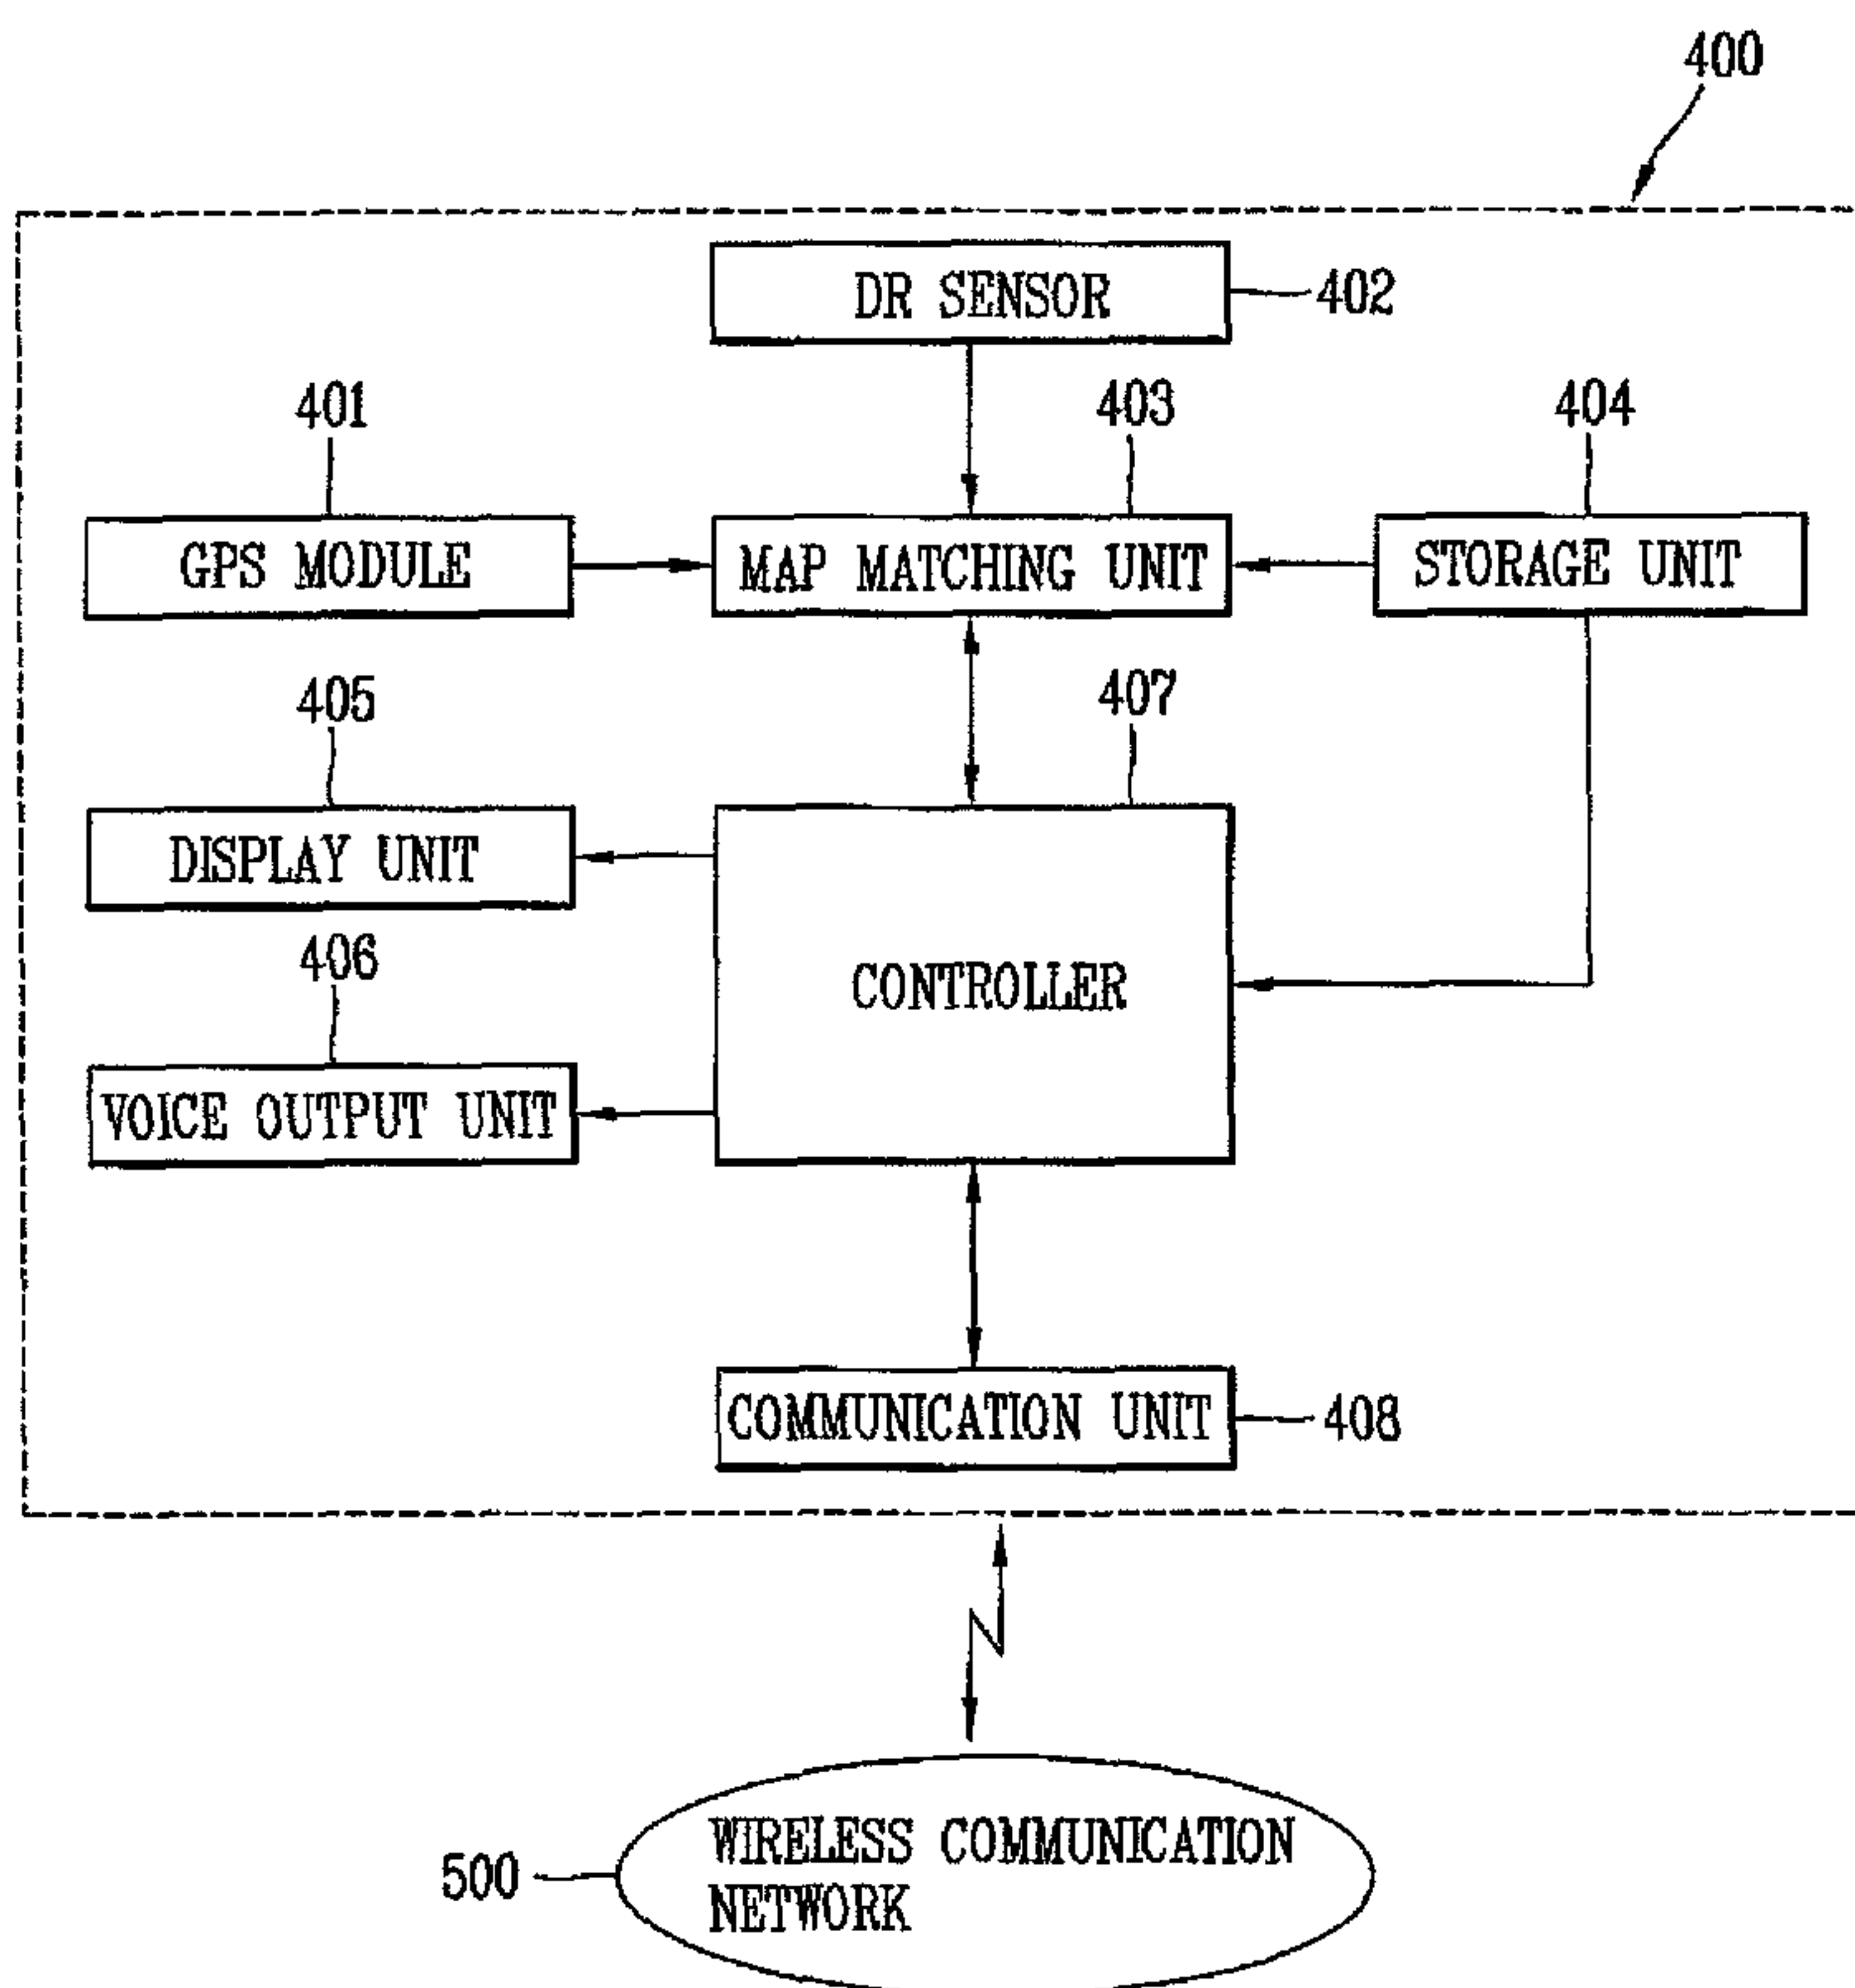 400
DR SENSOR
402
401
403
404
GPS MODULE
MAP MATCHING UNIT
STORAGE UNIT
405
407
DISPLAY UNIT
406
CONTROLLER
VOICE OUTPUT UNIT
COMMUNICATION UNIT
408
500
WIRELESS COMMUNICATION
NETWORK